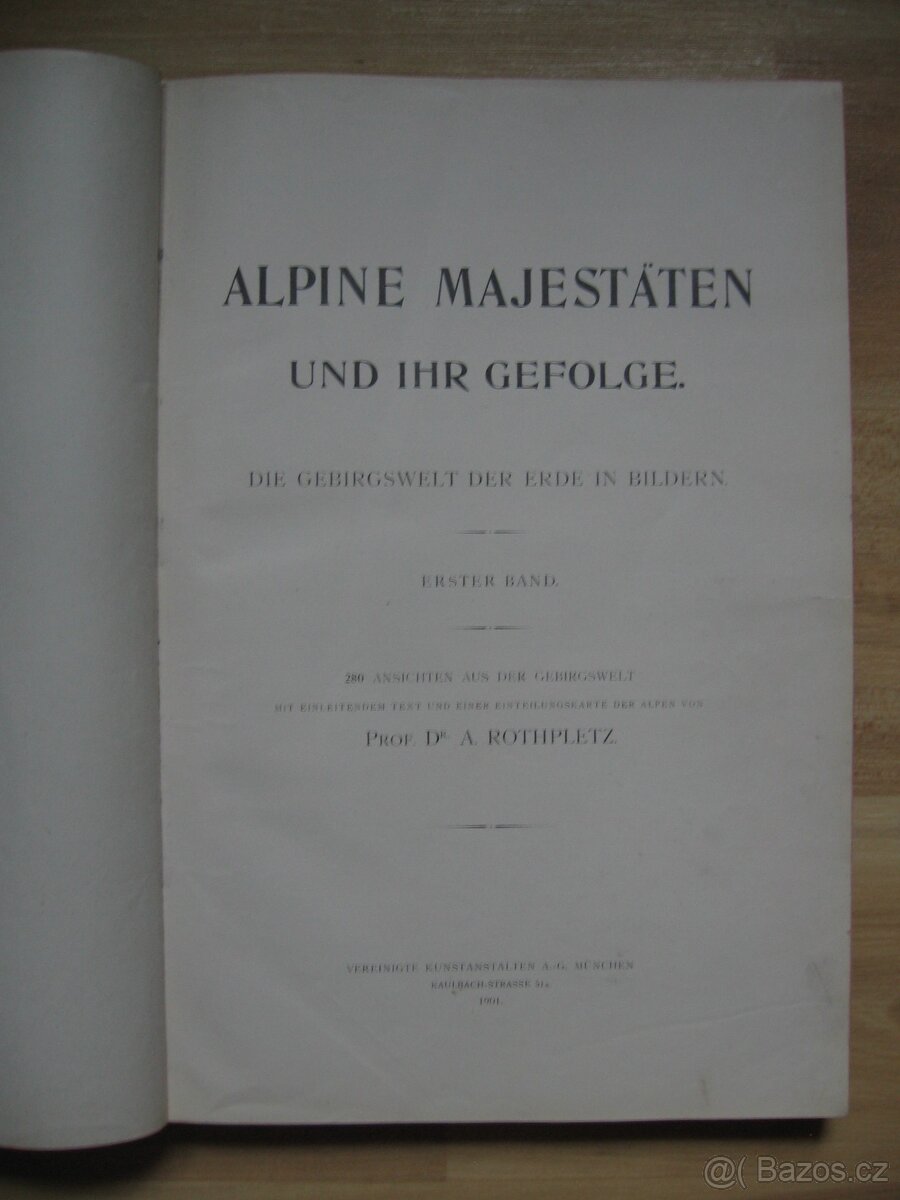 ALPINE MAJESTÄTEN
UND IHR GEFOLGE.
DIE GEBIRGSWELT DER ERDE IN BILDERN.
ERSTER BAND.
280 ANSICHTEN AUS DER GEBIRGSWELT
MIT EINLEITENDEM TEXT UND EINER EINTEILUNGSKARTE DER ALPEN VON
PROF. DR. A. ROTHPLETZ.
VEREINIGTE KUNSTANSTALTEN A.-G. MÜNCHEN
KAULBACH-STRASSE 51a
1901.
@( Bazos.cz